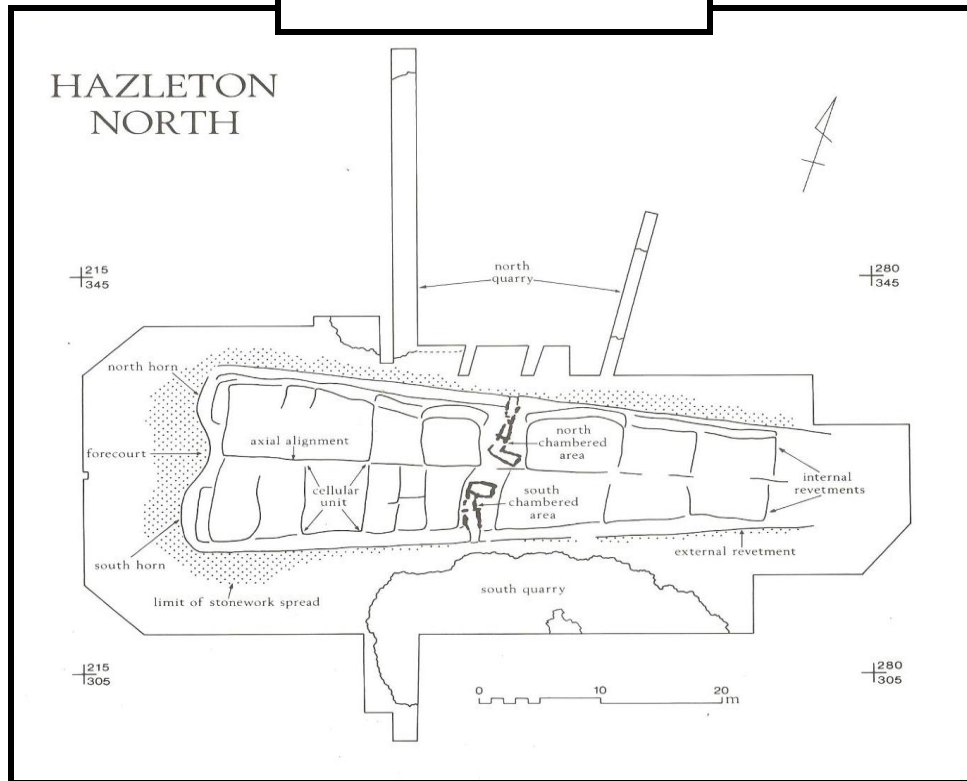 HAZLETON
NORTH
215
345
north
quarry
280
345
north horn
forecourt
axial alignment
north
chambered
area
cellular
unit
south
chambered
area
internal
revetments
south horn
external revetment
limit of stonework spread
south quarry
215
305
280
305
0 10 20
m